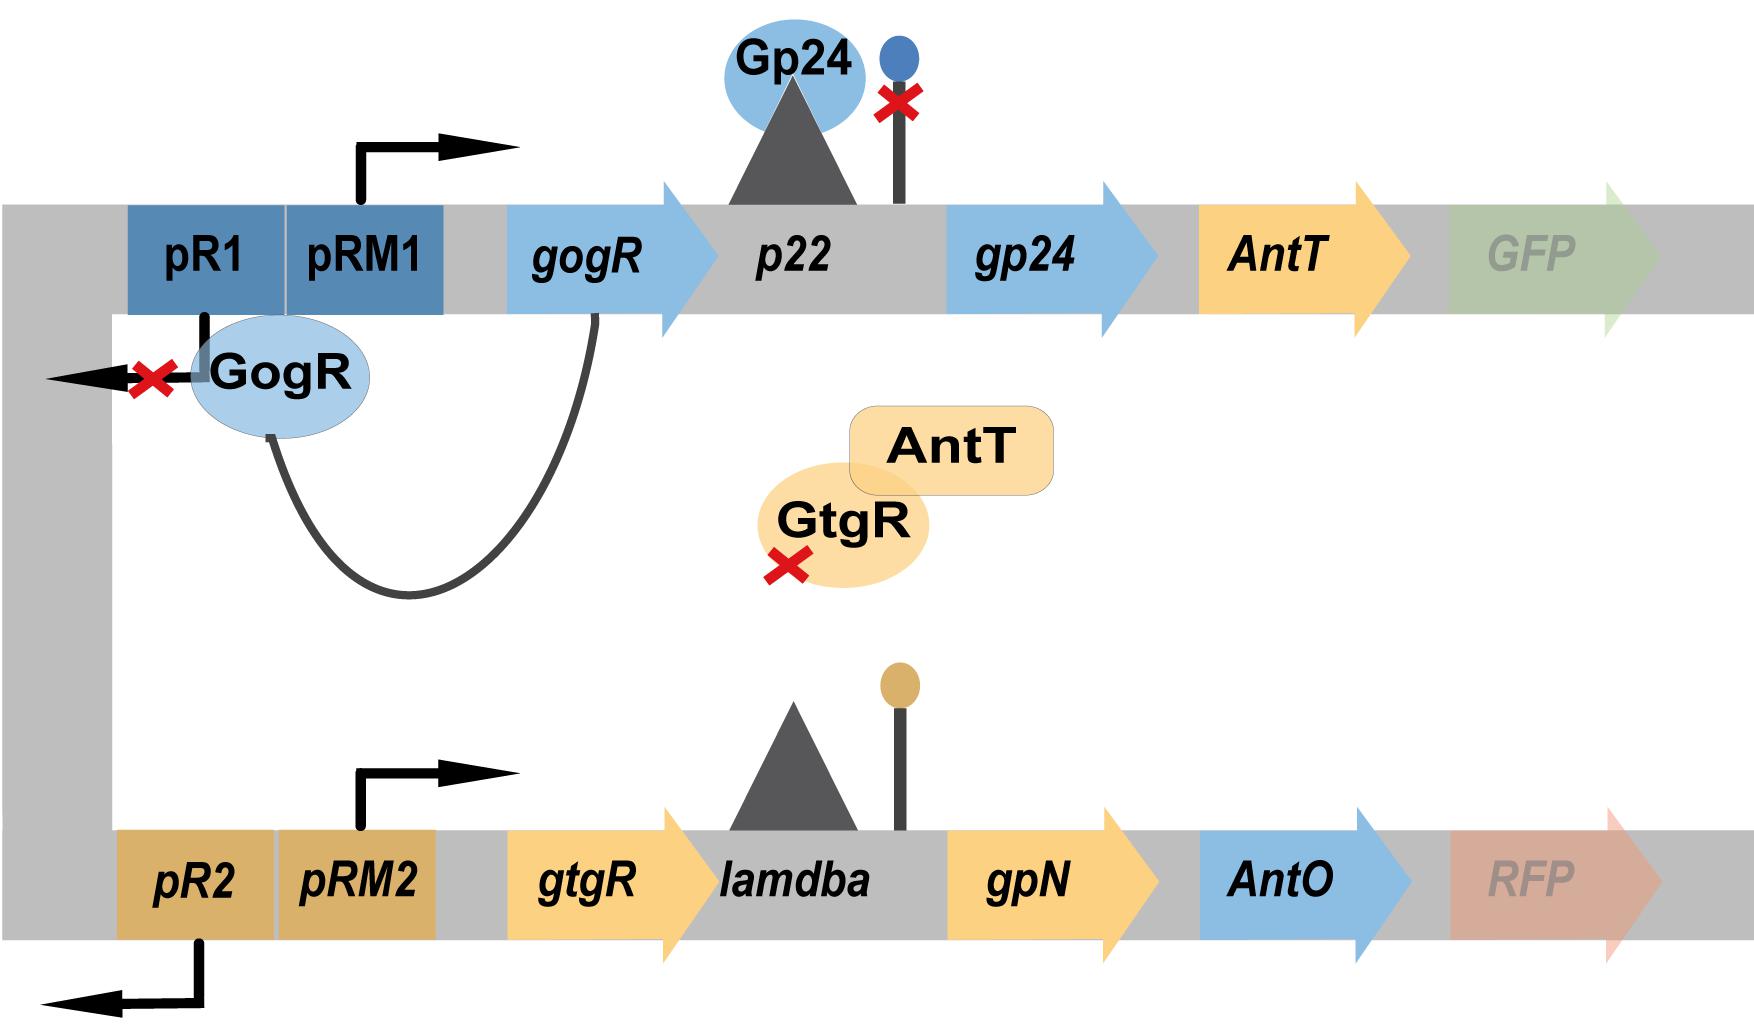 Gp24
pR1
pRM1
gogR
p22
gp24
AntT
GFP
GogR
AntT
GtgR
pR2
pRM2
gtgR
lamdba
gpN
AntO
RFP